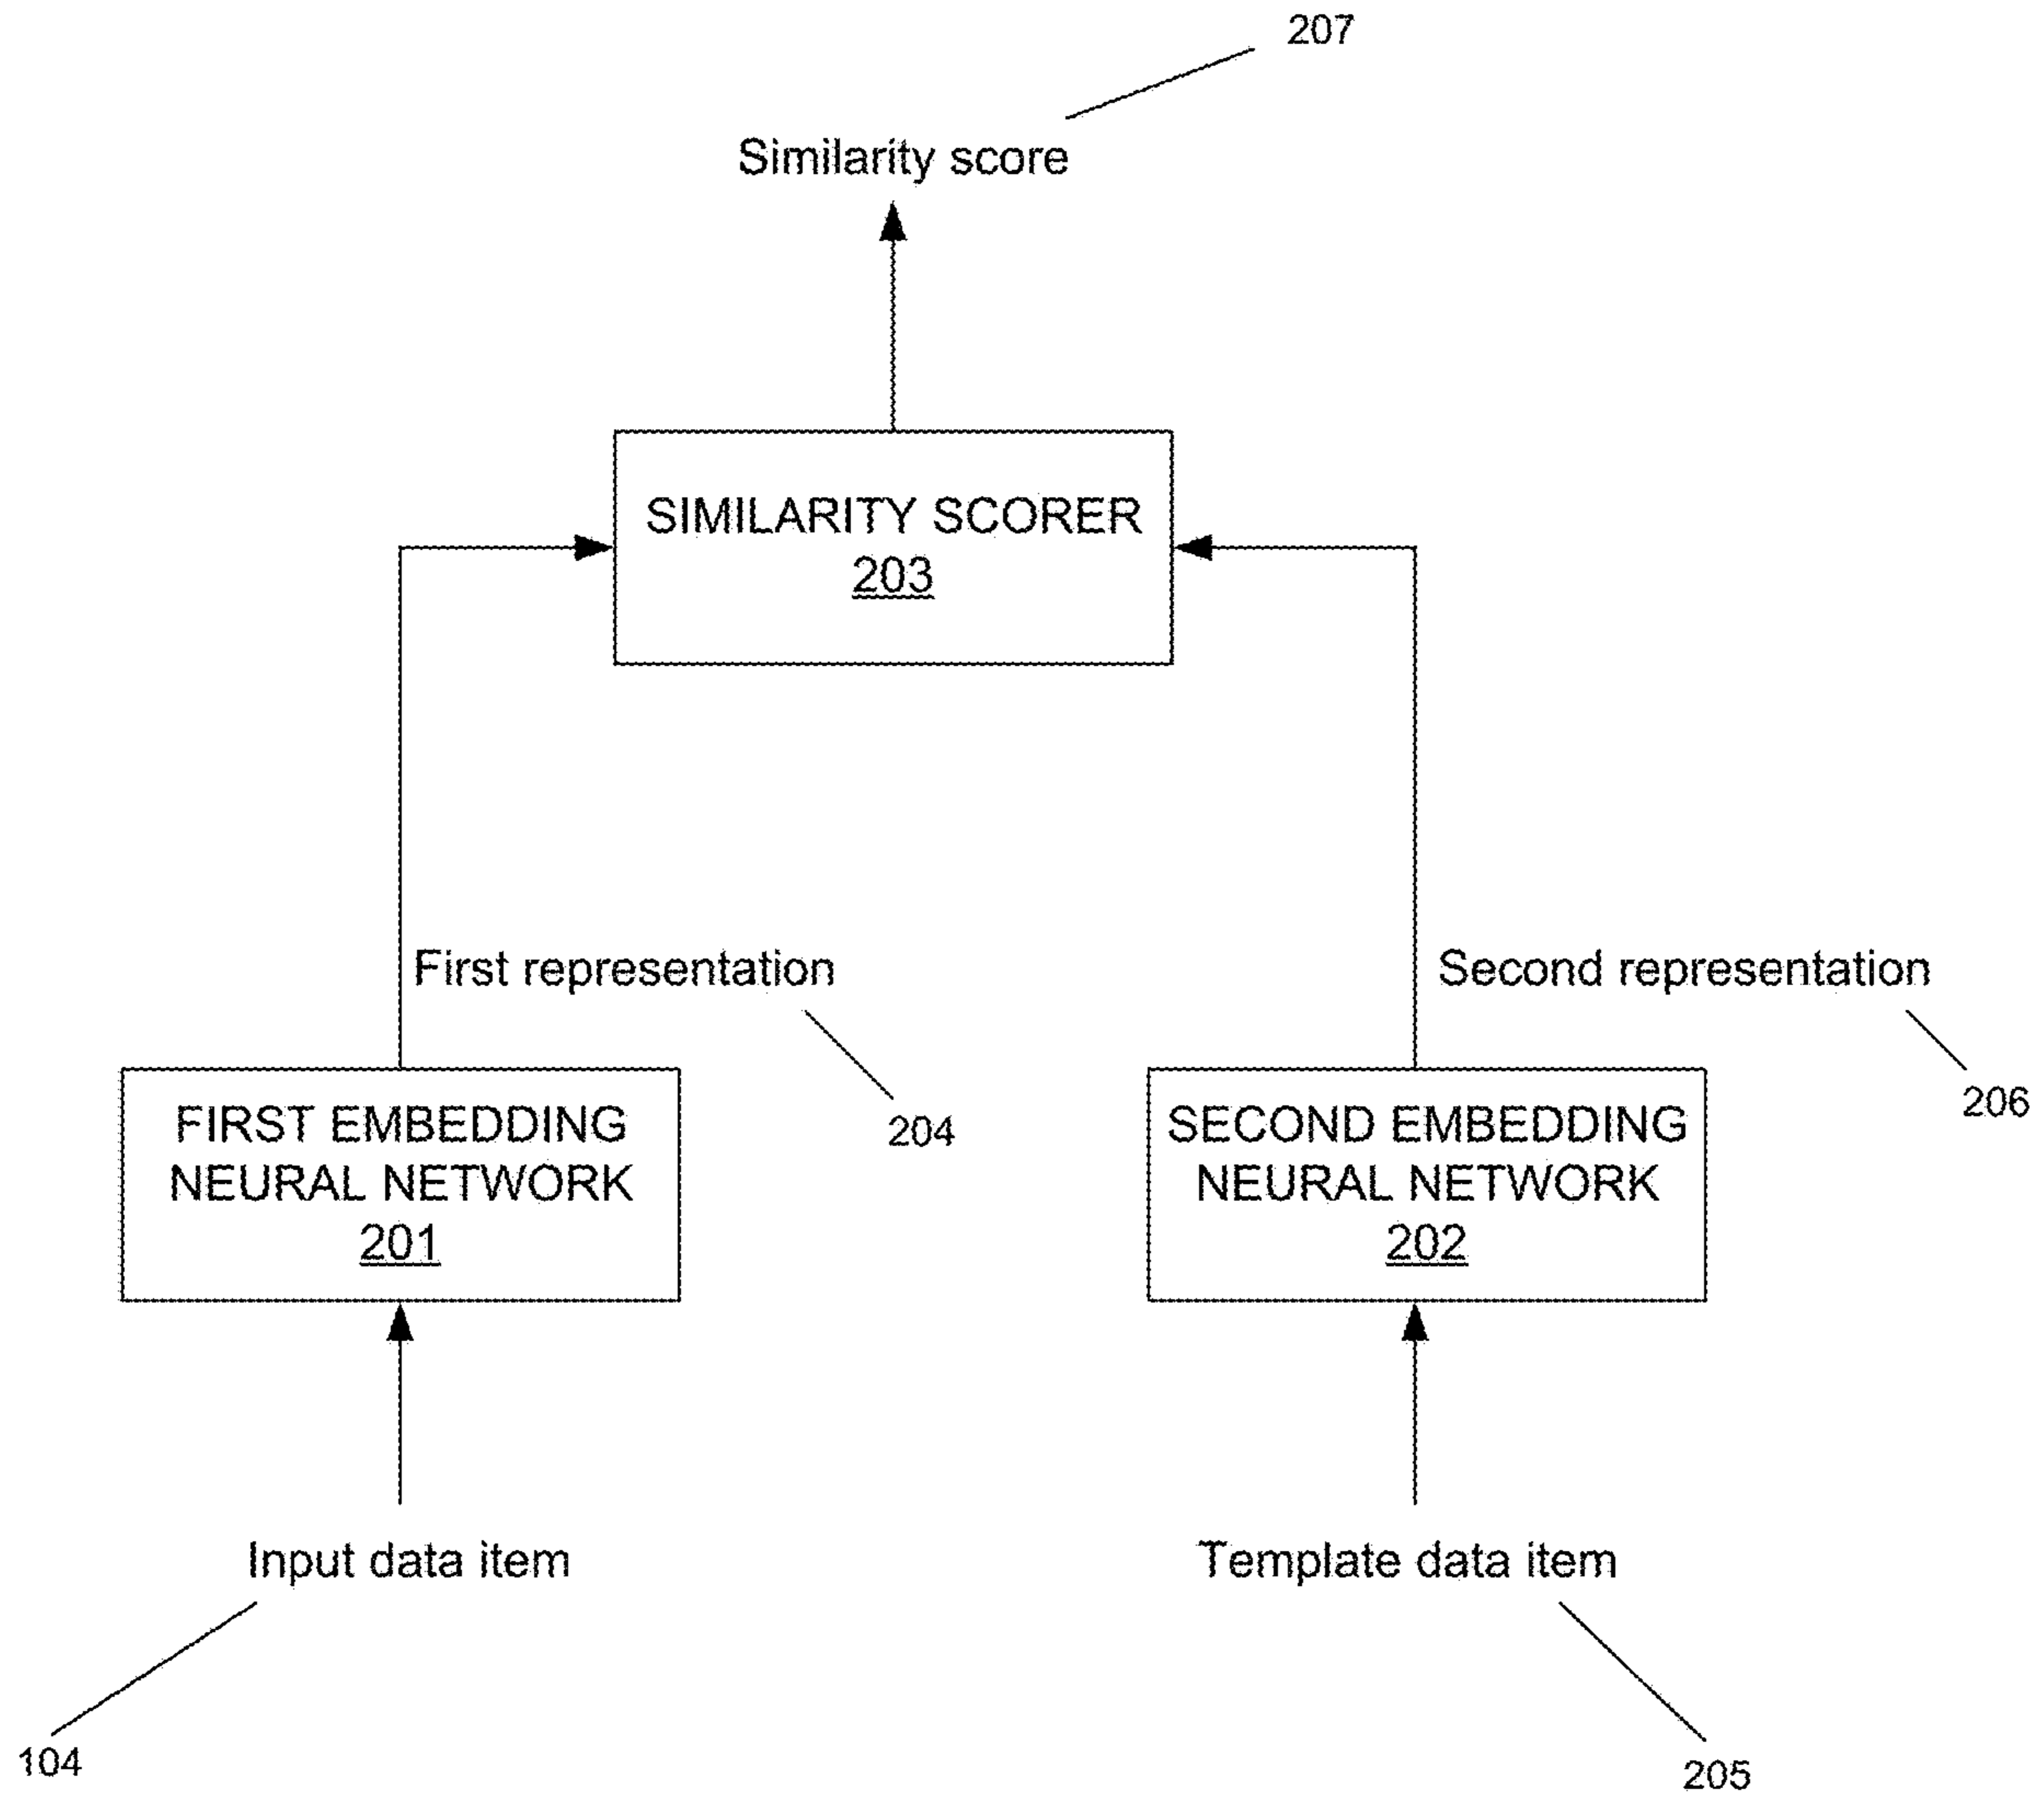 207
Similarity score
SIMILARITY SCORER
203
First representation
204
Second representation
206
FIRST EMBEDDING
NEURAL NETWORK
201
SECOND EMBEDDING
NEURAL NETWORK
202
Input data item
104
Template data item
205